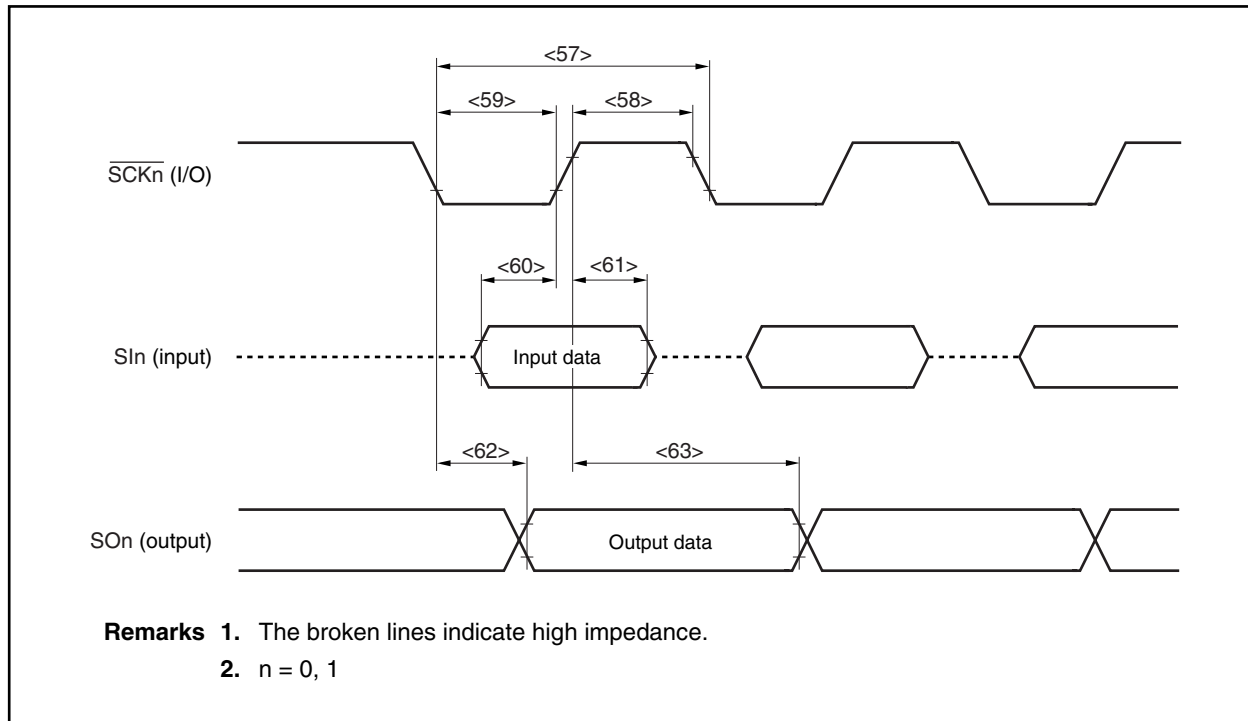 <57>
<59> <58>
SCKn (I/O)
<60> <61>
SIn (input)
Input data
<62> <63>
SOn (output)
Output data
Remarks 1. The broken lines indicate high impedance.
2. n = 0, 1